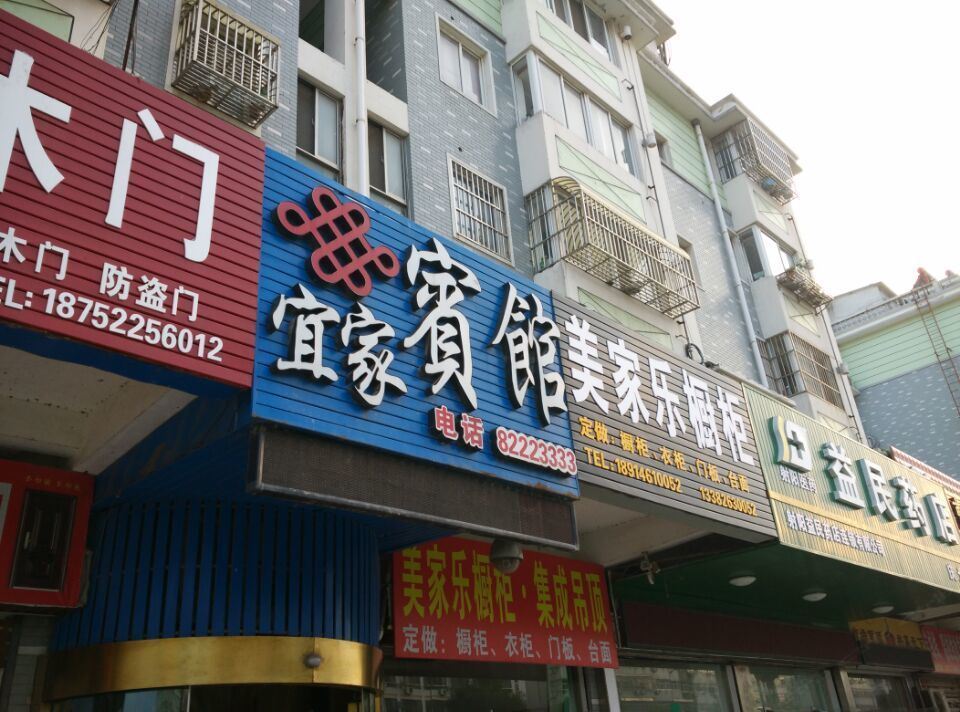 木门
木门 防盗门
TEL: 18752256012
宜家賓館
电话 82223333
美家乐橱柜
定做：橱柜、衣柜、门板、台面
TEL:18914610052 13382630052
美家乐橱柜·集成吊顶
定做：橱柜、衣柜、门板、台面
益民药店